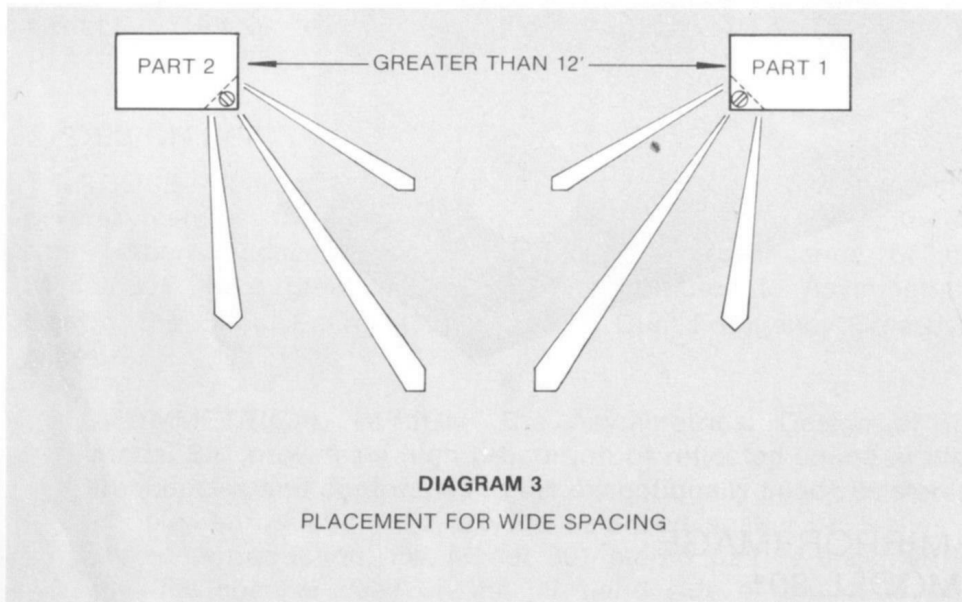 PART 2
GREATER THAN 12'
PART 1
DIAGRAM 3
PLACEMENT FOR WIDE SPACING